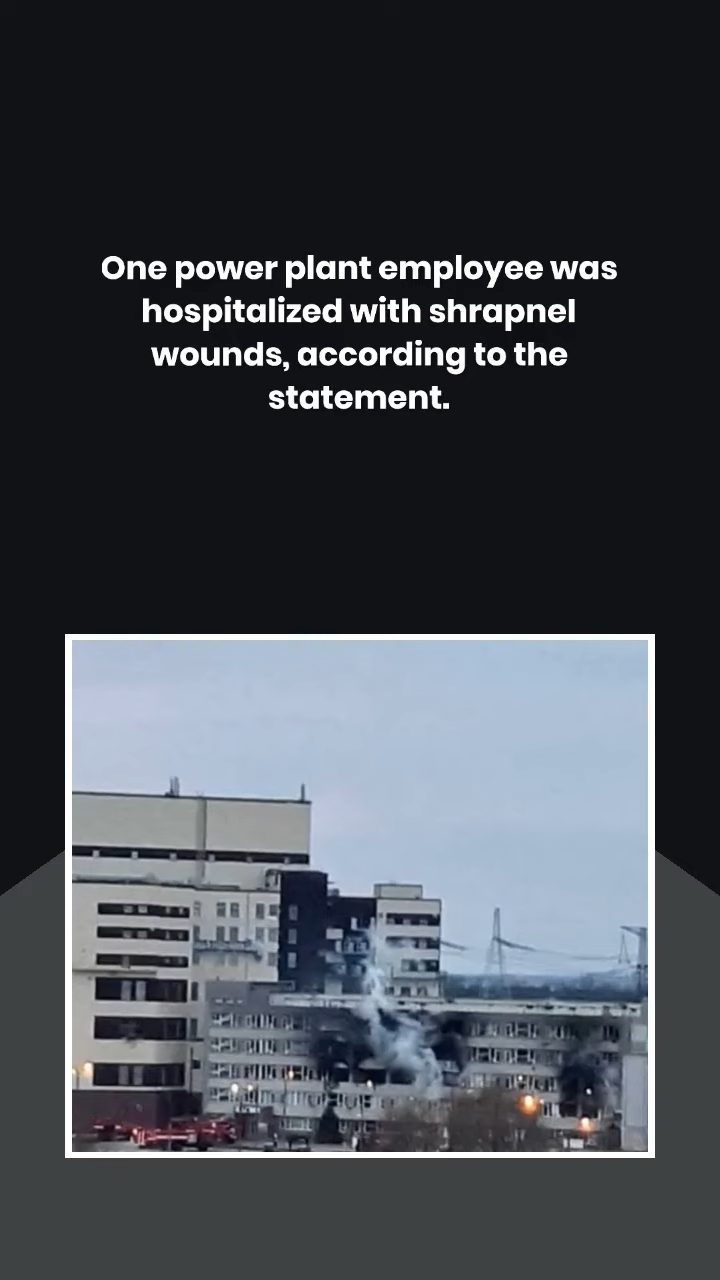 One power plant employee was
hospitalized with shrapnel
wounds, according to the
statement.